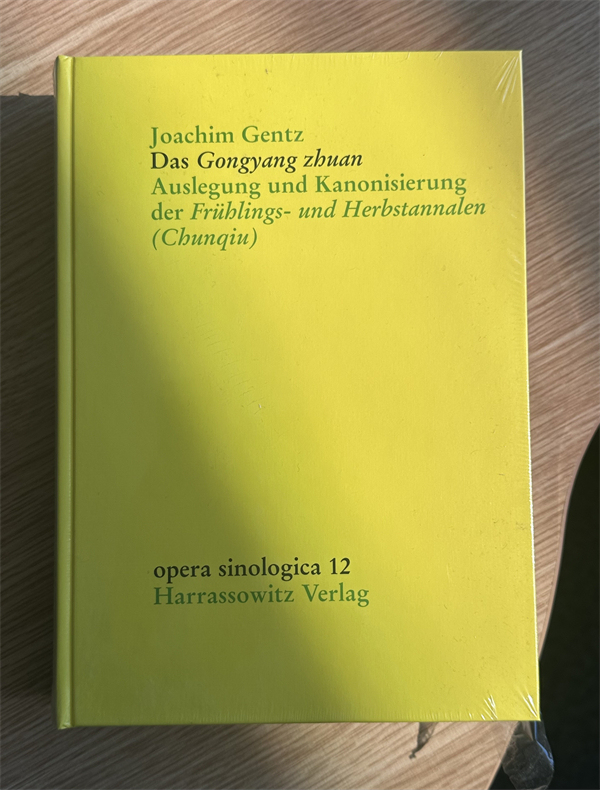 Joachim Gentz
Das Gongyang zhuan
Auslegung und Kanonisierung
der Frühlings- und Herbstannalen
(Chunqiu)
opera sinologica 12
Harrassowitz Verlag